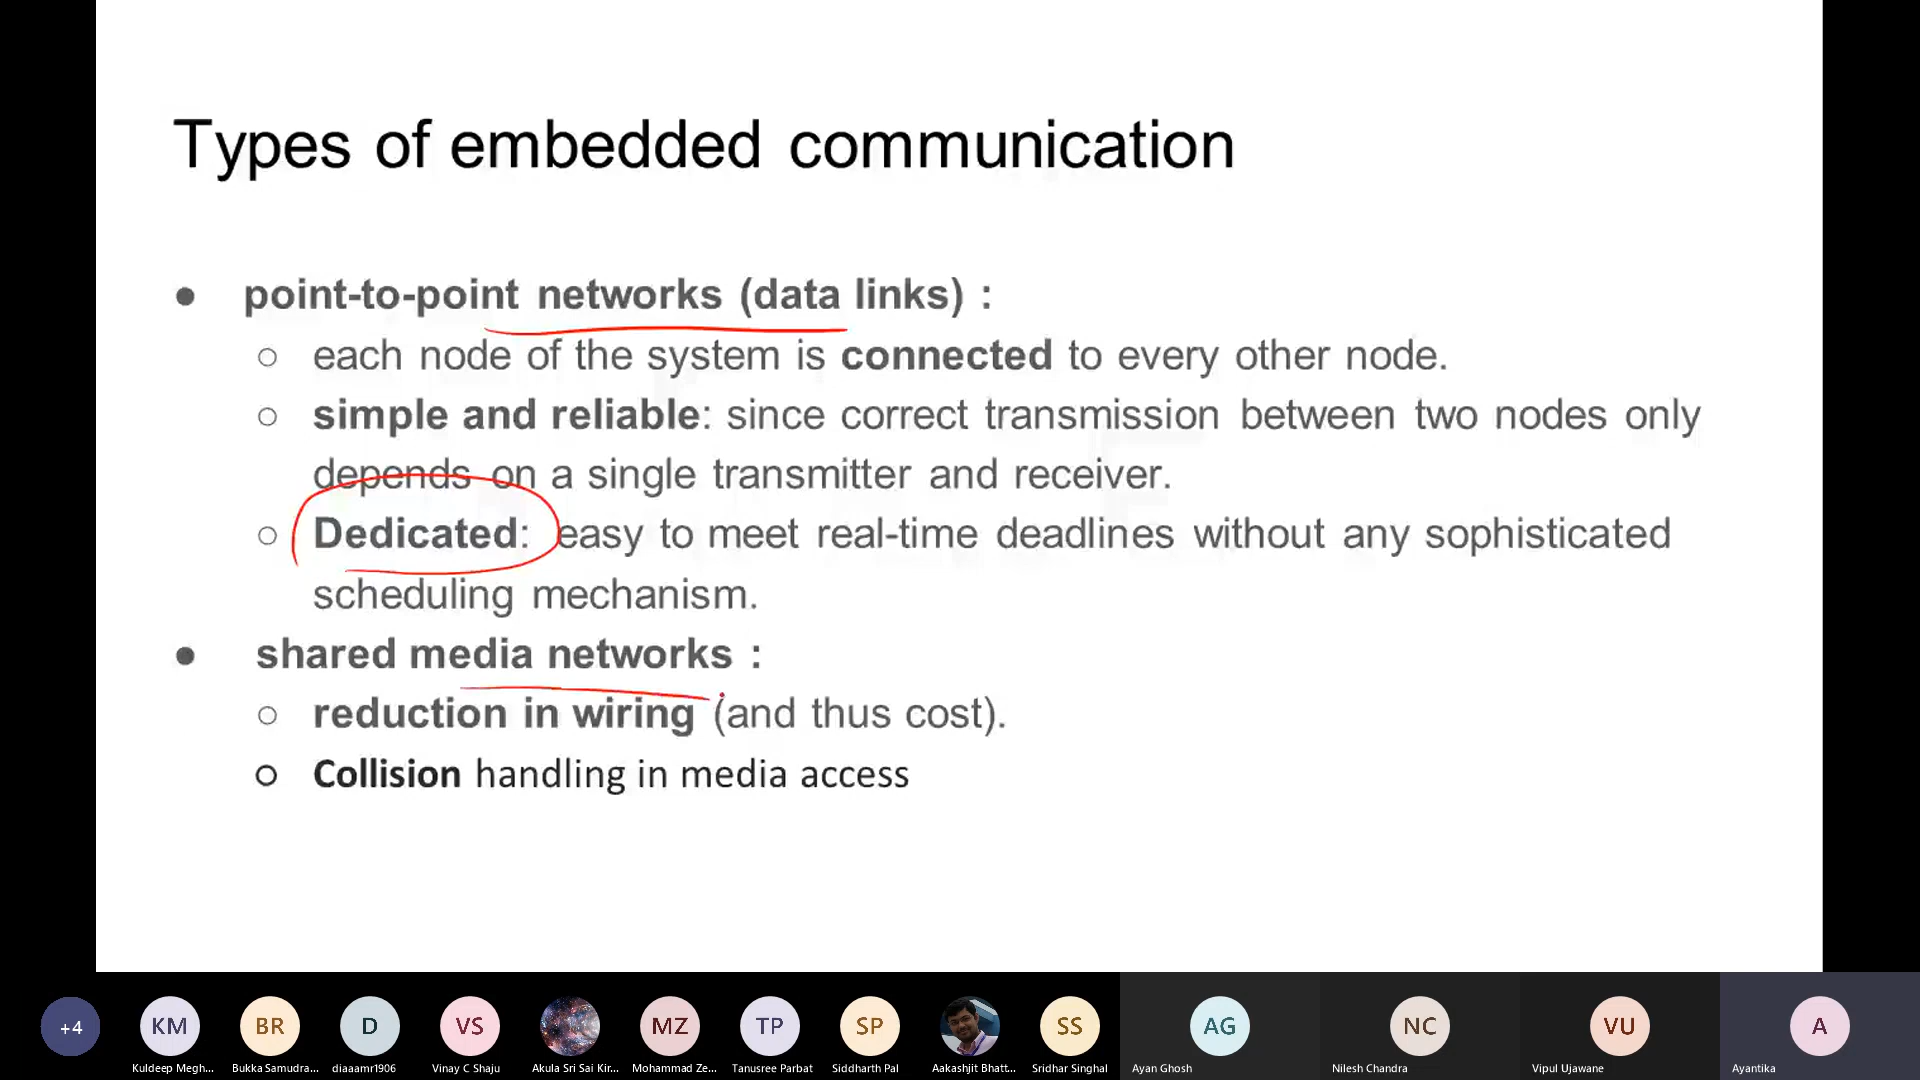 Types of embedded communication
● point-to-point networks (data links) :
○ each node of the system is connected to every other node.
○ simple and reliable: since correct transmission between two nodes only
depends on a single transmitter and receiver.
○ Dedicated: easy to meet real-time deadlines without any sophisticated
scheduling mechanism.
● shared media networks :
○ reduction in wiring (and thus cost).
○ Collision handling in media access
+4 KM BR D VS MZ TP SP SS AG NC VU A
Kuldeep Megh... Bukka Samudra... diaaamr1906 Vinay C Shaju Akula Sri Sai Kir... Mohammad Ze... Tanusree Parbat Siddharth Pal Aakashjit Bhatt... Sridhar Singhal Ayan Ghosh Nilesh Chandra Vipul Ujawane Ayantika